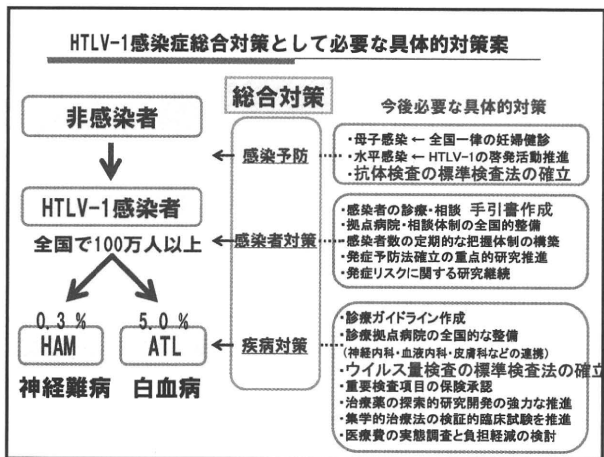 HTLV-1感染症総合対策として必要な具体的対策案
総合対策
今後必要な具体的対策
非感染者
HTLV-1感染者
全国で100万人以上
0.3%
5.0%
HAM
ATL
神経難病
白血病
感染予防
・母子感染 ← 全国一律の妊婦健診
・水平感染 ← HTLV-1の啓発活動推進
・抗体検査の標準検査法の確立
感染者対策
・感染者の診療・相談 手引書作成
・拠点病院・相談体制の全国的整備
・感染者数の定期的な把握体制の構築
・発症予防法確立の重点的研究推進
・発症リスクに関する研究継続
疾病対策
・診療ガイドライン作成
・診療拠点病院の全国的な整備
(神経内科・血液内科・皮膚科などの連携)
・ウイルス量検査の標準検査法の確立
・重要検査項目の保険承認
・治療薬の探索的研究開発の強力な推進
・集学的治療法の検証的臨床試験を推進
・医療費の実態調査と負担軽減の検討